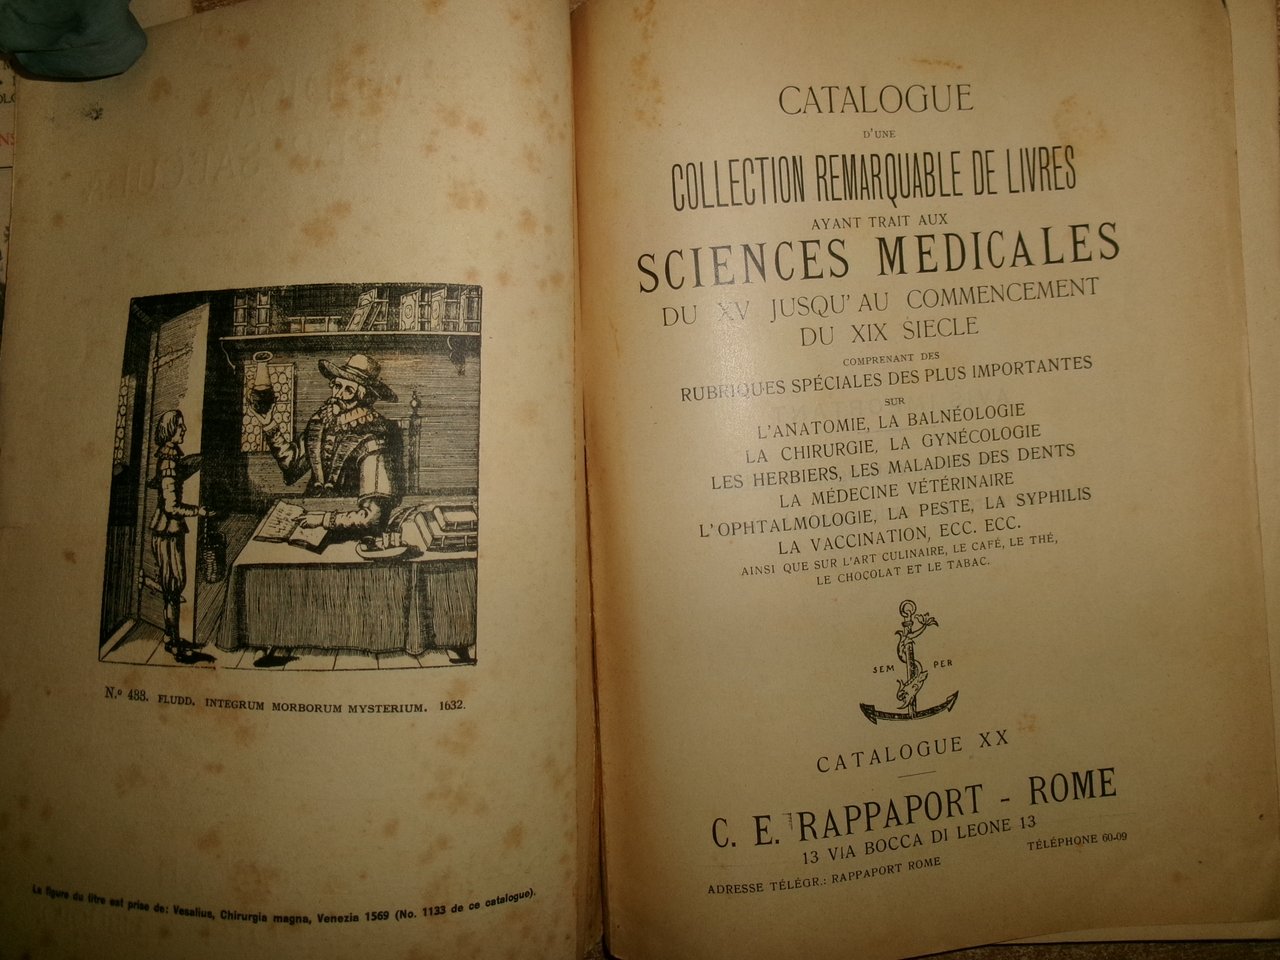 N.º 433. FLUDD. INTEGRUM MORBORUM MYSTERIUM. 1632.
La figure du titre est prise de: Vesalius, Chirurgia magna, Venezia 1569 (No. 1133 de ce catalogue).
CATALOGUE
D'UNE
COLLECTION REMARQUABLE DE LIVRES
AYANT TRAIT AUX
SCIENCES MEDICALES
DU XV JUSQU'AU COMMENCEMENT
DU XIX SIECLE
COMPRENANT DES
RUBRIQUES SPÉCIALES DES PLUS IMPORTANTES
SUR
L'ANATOMIE, LA BALNÉOLOGIE
LA CHIRURGIE, LA GYNÉCOLOGIE
LES HERBIERS, LES MALADIES DES DENTS
LA MÉDECINE VÉTÉRINAIRE
L'OPHTALMOLOGIE, LA PESTE, LA SYPHILIS
LA VACCINATION, ECC. ECC.
AINSI QUE SUR L'ART CULINAIRE, LE CAFÉ, LE THÉ,
LE CHOCOLAT ET LE TABAC.
SEM PER
CATALOGUE XX
C. E. RAPPAPORT - ROME
13 VIA BOCCA DI LEONE 13
ADRESSE TÉLÉGR.: RAPPAPORT ROME TÉLÉPHONE 60-09